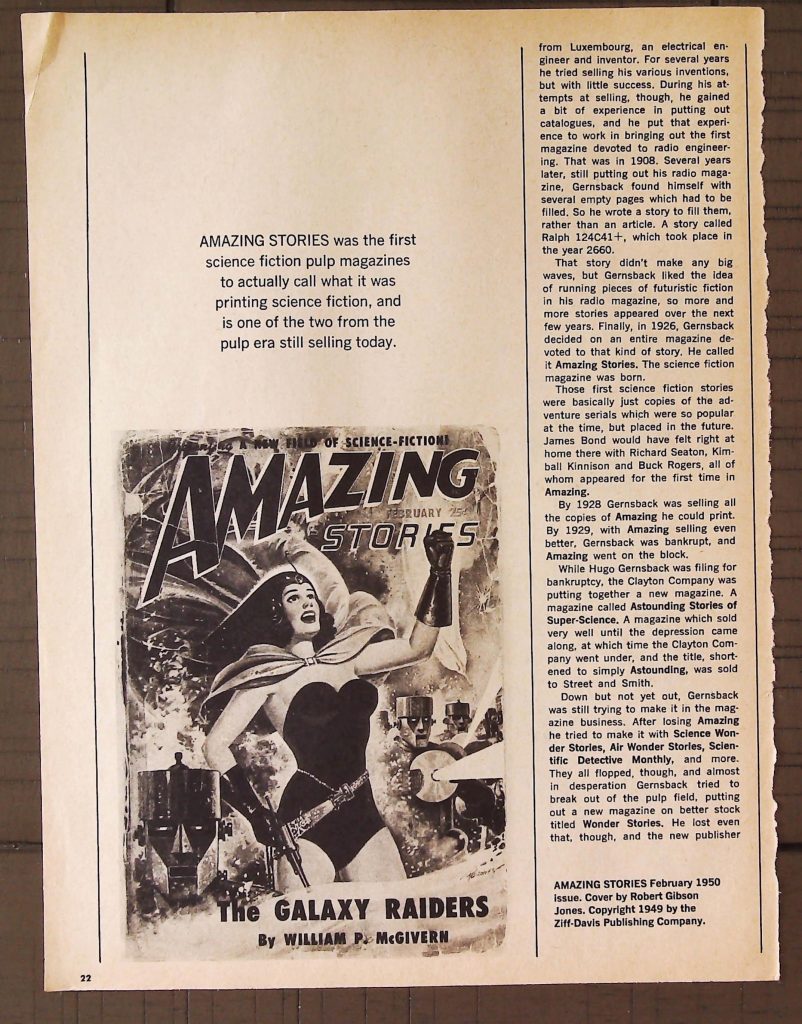 AMAZING STORIES was the first
science fiction pulp magazines
to actually call what it was
printing science fiction, and
is one of the two from the
pulp era still selling today.
A NEW FIELD OF SCIENCE-FICTION!
AMAZING
FEBRUARY 25¢
STORIES
The GALAXY RAIDERS
By WILLIAM P. McGIVERN
22
from Luxembourg, an electrical en-
gineer and inventor. For several years
he tried selling his various inventions,
but with little success. During his at-
tempts at selling, though, he gained
a bit of experience in putting out
catalogues, and he put that experi-
ence to work in bringing out the first
magazine devoted to radio engineer-
ing. That was in 1908. Several years
later, still putting out his radio maga-
zine, Gernsback found himself with
several empty pages which had to be
filled. So he wrote a story to fill them,
rather than an article. A story called
Ralph 124C41+, which took place in
the year 2660.
That story didn't make any big
waves, but Gernsback liked the idea
of running pieces of futuristic fiction
in his radio magazine, so more and
more stories appeared over the next
few years. Finally, in 1926, Gernsback
decided on an entire magazine de-
voted to that kind of story. He called
it Amazing Stories. The science fiction
magazine was born.
Those first science fiction stories
were basically just copies of the ad-
venture serials which were so popular
at the time, but placed in the future.
James Bond would have felt right at
home there with Richard Seaton, Kim-
ball Kinnison and Buck Rogers, all of
whom appeared for the first time in
Amazing.
By 1928 Gernsback was selling all
the copies of Amazing he could print.
By 1929, with Amazing selling even
better, Gernsback was bankrupt, and
Amazing went on the block.
While Hugo Gernsback was filing for
bankruptcy, the Clayton Company was
putting together a new magazine. A
magazine called Astounding Stories of
Super-Science. A magazine which sold
very well until the depression came
along, at which time the Clayton Com-
pany went under, and the title, short-
ened to simply Astounding, was sold
to Street and Smith.
Down but not yet out, Gernsback
was still trying to make it in the mag-
azine business. After losing Amazing
he tried to make it with Science Won-
der Stories, Air Wonder Stories, Scien-
tific Detective Monthly, and more.
They all flopped, though, and almost
in desperation Gernsback tried to
break out of the pulp field, putting
out a new magazine on better stock
titled Wonder Stories. He lost even
that, though, and the new publisher
AMAZING STORIES February 1950
issue. Cover by Robert Gibson
Jones. Copyright 1949 by the
Ziff-Davis Publishing Company.